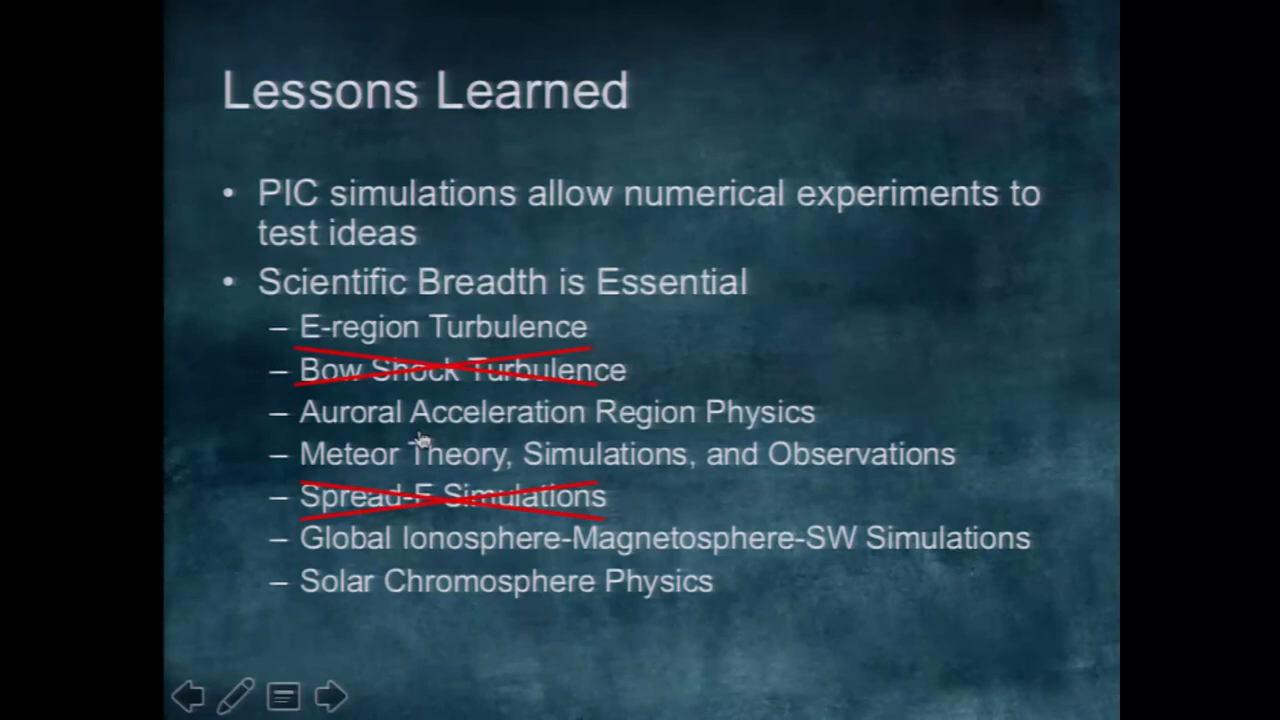 Lessons Learned
• PIC simulations allow numerical experiments to
test ideas
• Scientific Breadth is Essential
– E-region Turbulence
– Bow Shock Turbulence
– Auroral Acceleration Region Physics
– Meteor Theory, Simulations, and Observations
– Spread-F Simulations
– Global Ionosphere-Magnetosphere-SW Simulations
– Solar Chromosphere Physics